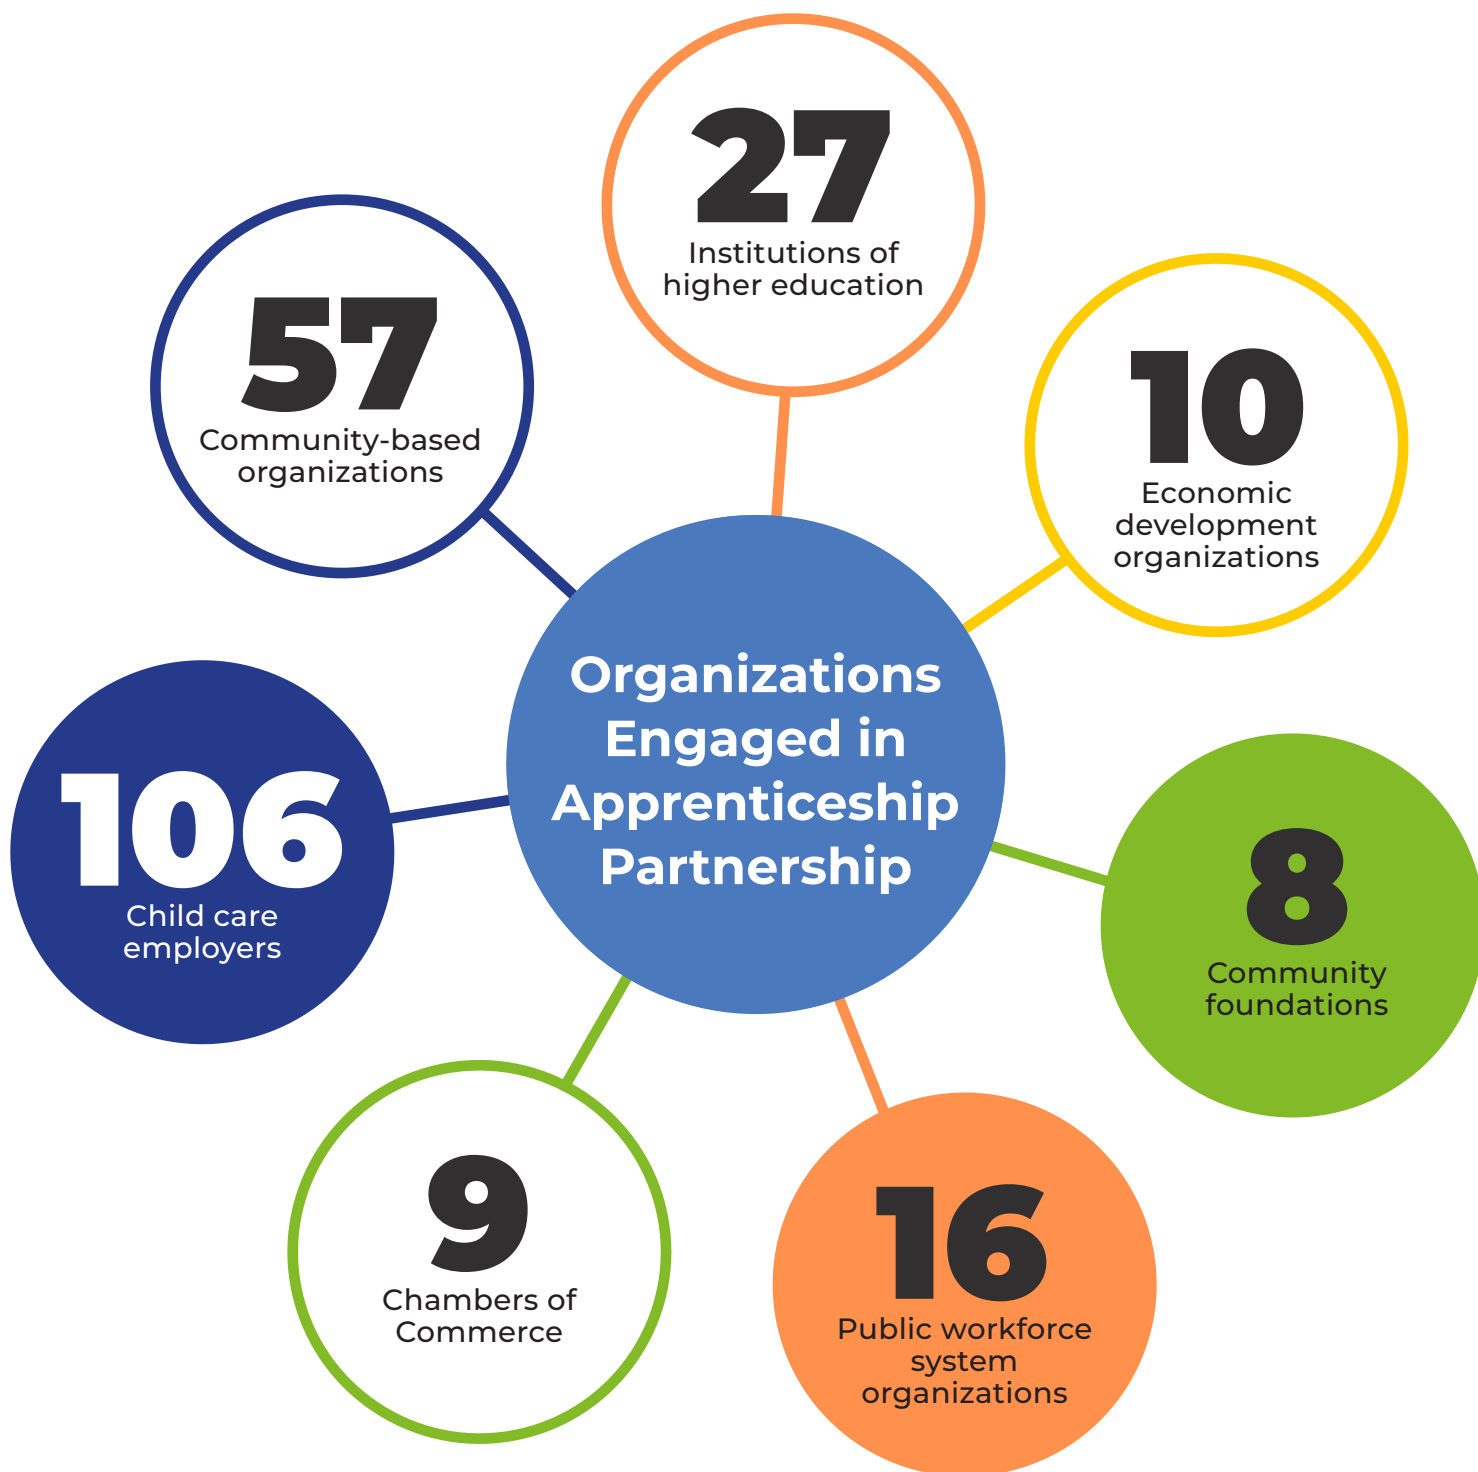 27
Institutions of
higher education
57
Community-based
organizations
10
Economic
development
organizations
Organizations
Engaged in
Apprenticeship
Partnership
106
Child care
employers
8
Community
foundations
9
Chambers of
Commerce
16
Public workforce
system
organizations